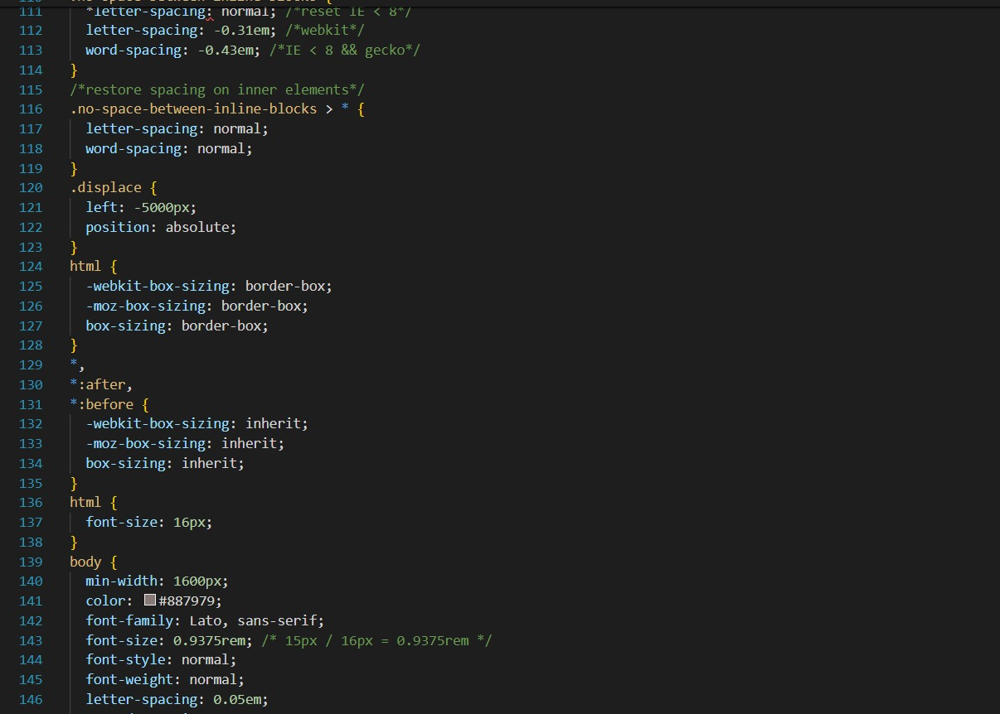 111 *letter-spacing: normal; /*reset IE < 8*/
112 letter-spacing: -0.31em; /*webkit*/
113 word-spacing: -0.43em; /*IE < 8 && gecko*/
114 }
115 /*restore spacing on inner elements*/
116 .no-space-between-inline-blocks > * {
117 letter-spacing: normal;
118 word-spacing: normal;
119 }
120 .displace {
121 left: -5000px;
122 position: absolute;
123 }
124 html {
125 -webkit-box-sizing: border-box;
126 -moz-box-sizing: border-box;
127 box-sizing: border-box;
128 }
129 *,
130 *:after,
131 *:before {
132 -webkit-box-sizing: inherit;
133 -moz-box-sizing: inherit;
134 box-sizing: inherit;
135 }
136 html {
137 font-size: 16px;
138 }
139 body {
140 min-width: 1600px;
141 color: #887979;
142 font-family: Lato, sans-serif;
143 font-size: 0.9375rem; /* 15px / 16px = 0.9375rem */
144 font-style: normal;
145 font-weight: normal;
146 letter-spacing: 0.05em;